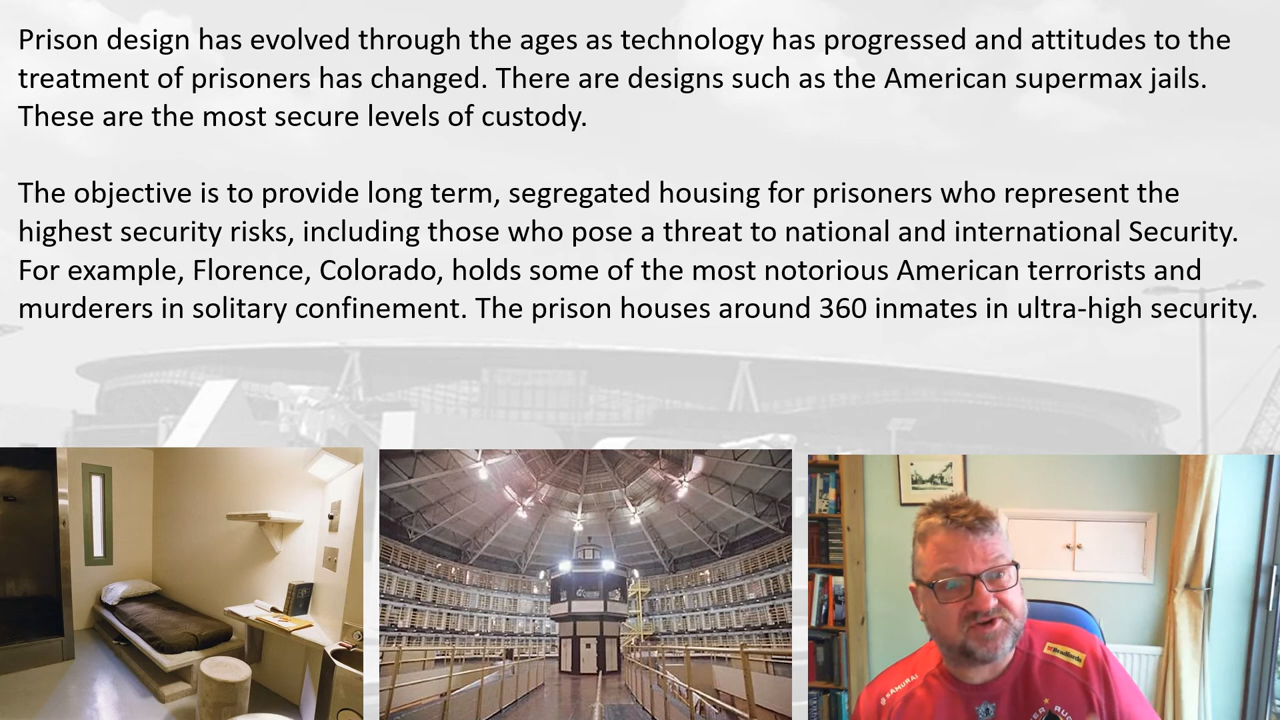 Prison design has evolved through the ages as technology has progressed and attitudes to the
treatment of prisoners has changed. There are designs such as the American supermax jails.
These are the most secure levels of custody.
The objective is to provide long term, segregated housing for prisoners who represent the
highest security risks, including those who pose a threat to national and international Security.
For example, Florence, Colorado, holds some of the most notorious American terrorists and
murderers in solitary confinement. The prison houses around 360 inmates in ultra-high security.
SAMURAI
Bradfords